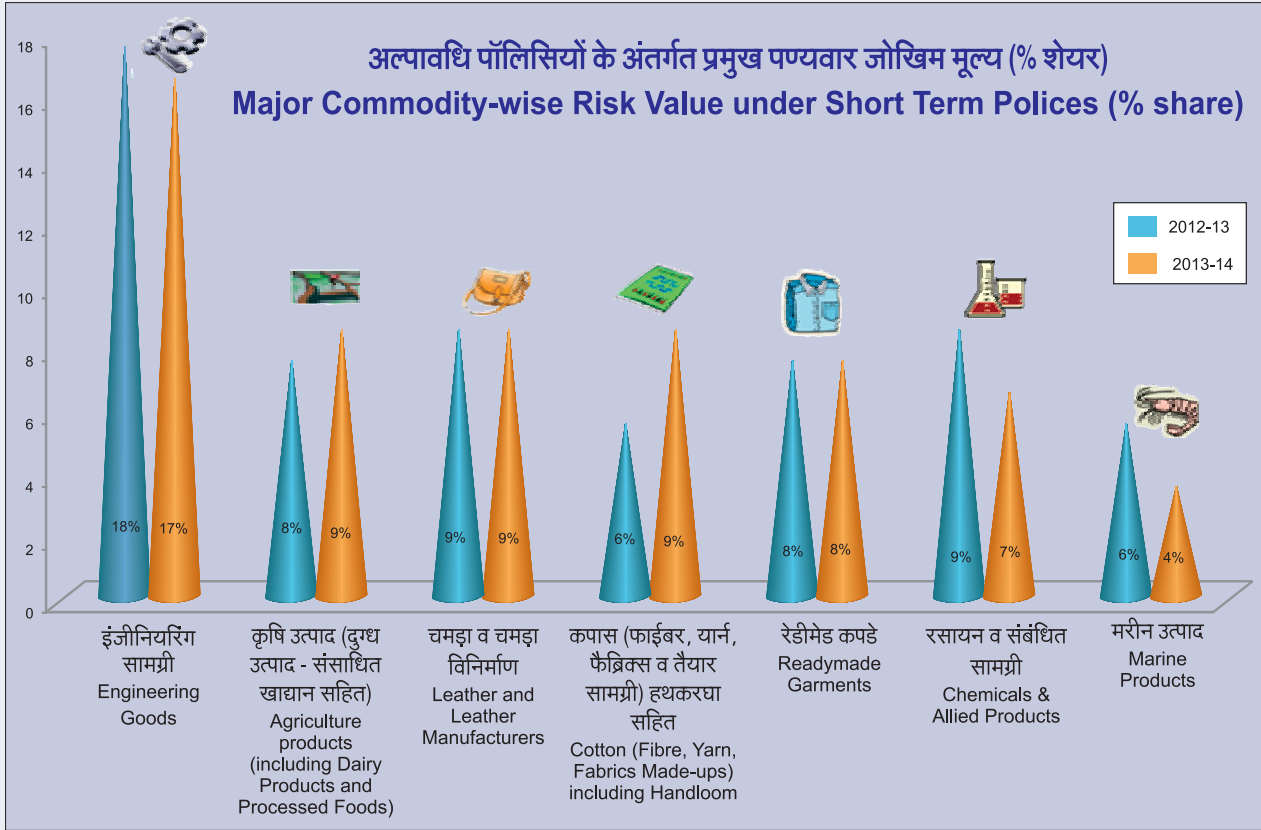 अल्पावधि पॉलिसियों के अंतर्गत प्रमुख पण्यवार जोखिम मूल्य (% शेयर)
Major Commodity-wise Risk Value under Short Term Polices (% share)
18
16
14
12
10
8
6
4
2
0
2012-13
2013-14
18%
17%
8%
9%
9%
9%
6%
9%
8%
8%
9%
7%
6%
4%
इंजीनियरिंग
सामग्री
Engineering
Goods
कृषि उत्पाद (दुग्ध
उत्पाद - संसाधित
खाद्यान सहित)
Agriculture
products
(including Dairy
Products and
Processed Foods)
चमड़ा व चमड़ा
विनिर्माण
Leather and
Leather
Manufacturers
कपास (फाईबर, यार्न,
फैब्रिक्स व तैयार
सामग्री) हथकरघा
सहित
Cotton (Fibre, Yarn,
Fabrics Made-ups)
including Handloom
रेडीमेड कपडे
Readymade
Garments
रसायन व संबंधित
सामग्री
Chemicals &
Allied Products
मरीन उत्पाद
Marine
Products